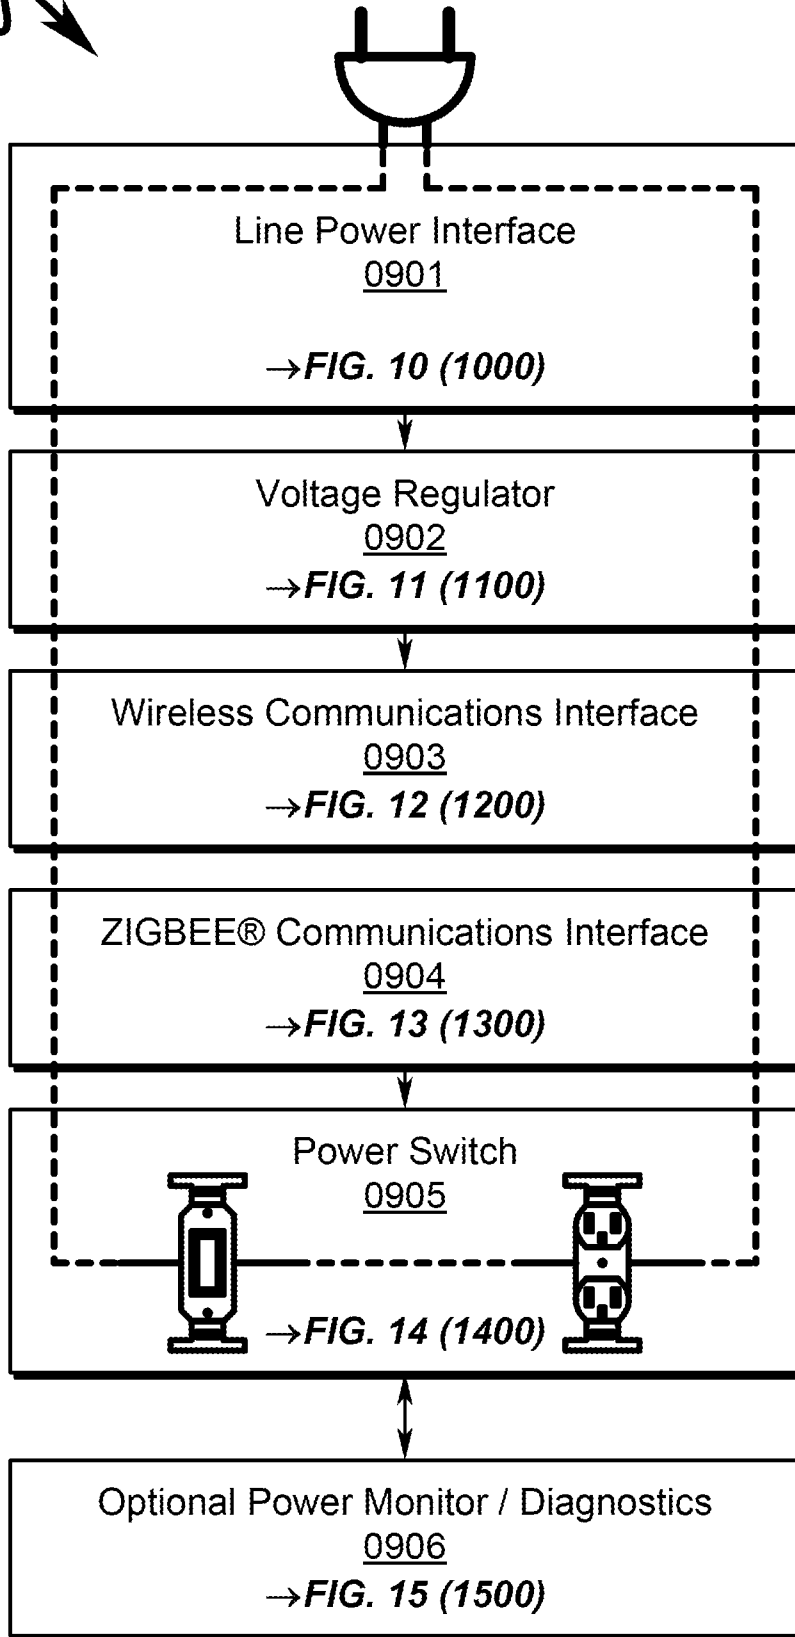 Line Power Interface
0901
→FIG. 10 (1000)
Voltage Regulator
0902
→FIG. 11 (1100)
Wireless Communications Interface
0903
→FIG. 12 (1200)
ZIGBEE® Communications Interface
0904
→FIG. 13 (1300)
Power Switch
0905
→FIG. 14 (1400)
Optional Power Monitor / Diagnostics
0906
→FIG. 15 (1500)